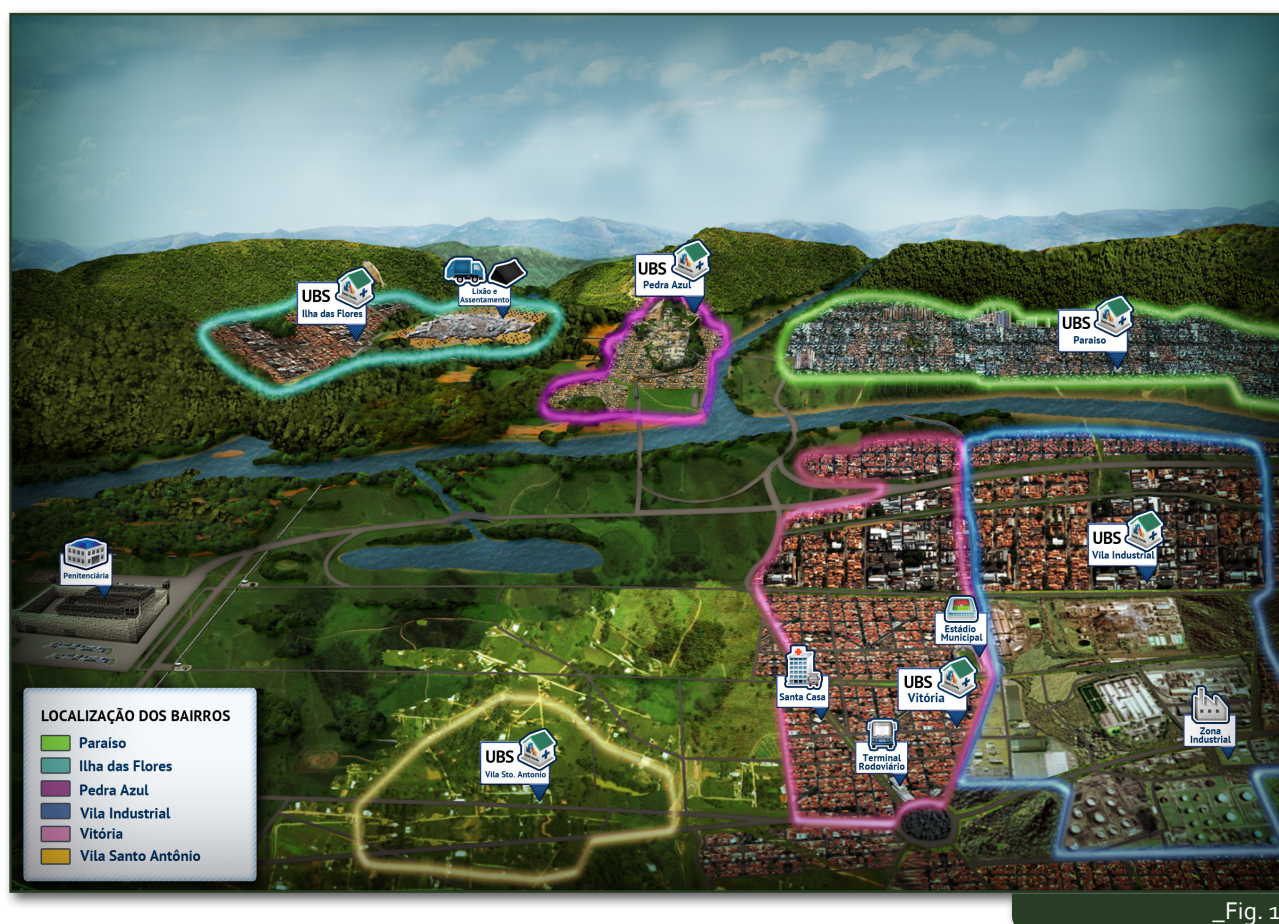 UBS
Ilha das Flores
Lixão e
Assentamento
UBS
Pedra Azul
UBS
Paraiso
UBS
Vila Industrial
Penitenciária
Estádio
Municipal
Santa Casa
UBS
Vitória
Zona
Industrial
Terminal
Rodoviário
UBS
Vila Sto. Antonio
LOCALIZAÇÃO DOS BAIRROS
Paraíso
Ilha das Flores
Pedra Azul
Vila Industrial
Vitória
Vila Santo Antônio
_Fig. 1